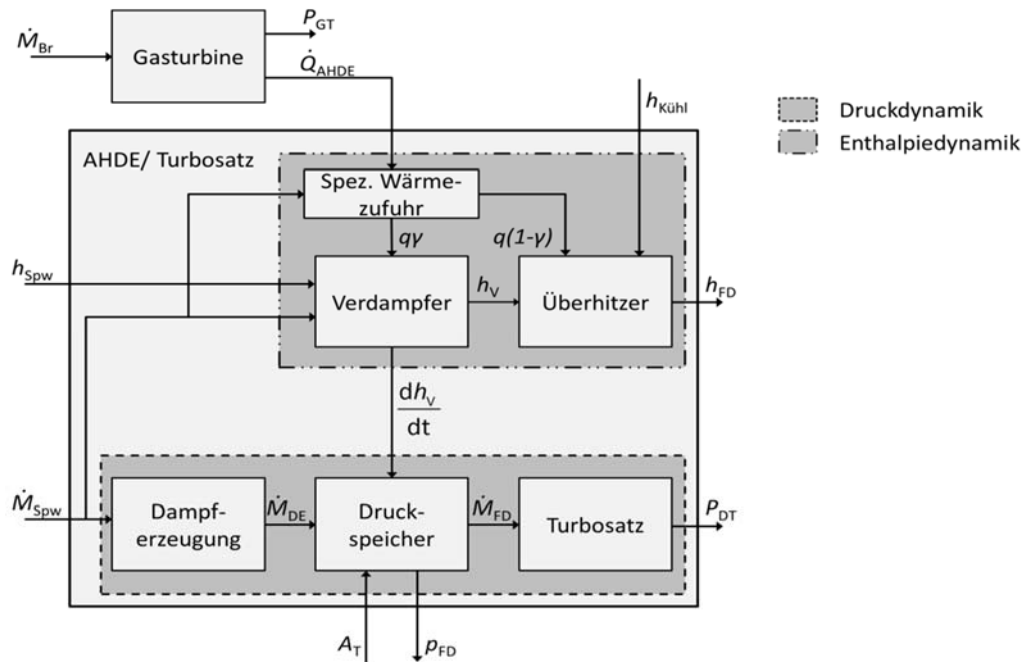 P_GT
Ṁ_Br
Gasturbine
Q̇_AHDE
h_Kühl
Druckdynamik
Enthalpiedynamik
AHDE/ Turbosatz
Spez. Wärme-
zufuhr
qγ
q(1-γ)
h_Spw
Verdampfer
h_V
Überhitzer
h_FD
dh_V
dt
Ṁ_Spw
Dampf-
erzeugung
Ṁ_DE
Druck-
speicher
Ṁ_FD
Turbosatz
P_DT
A_T
p_FD